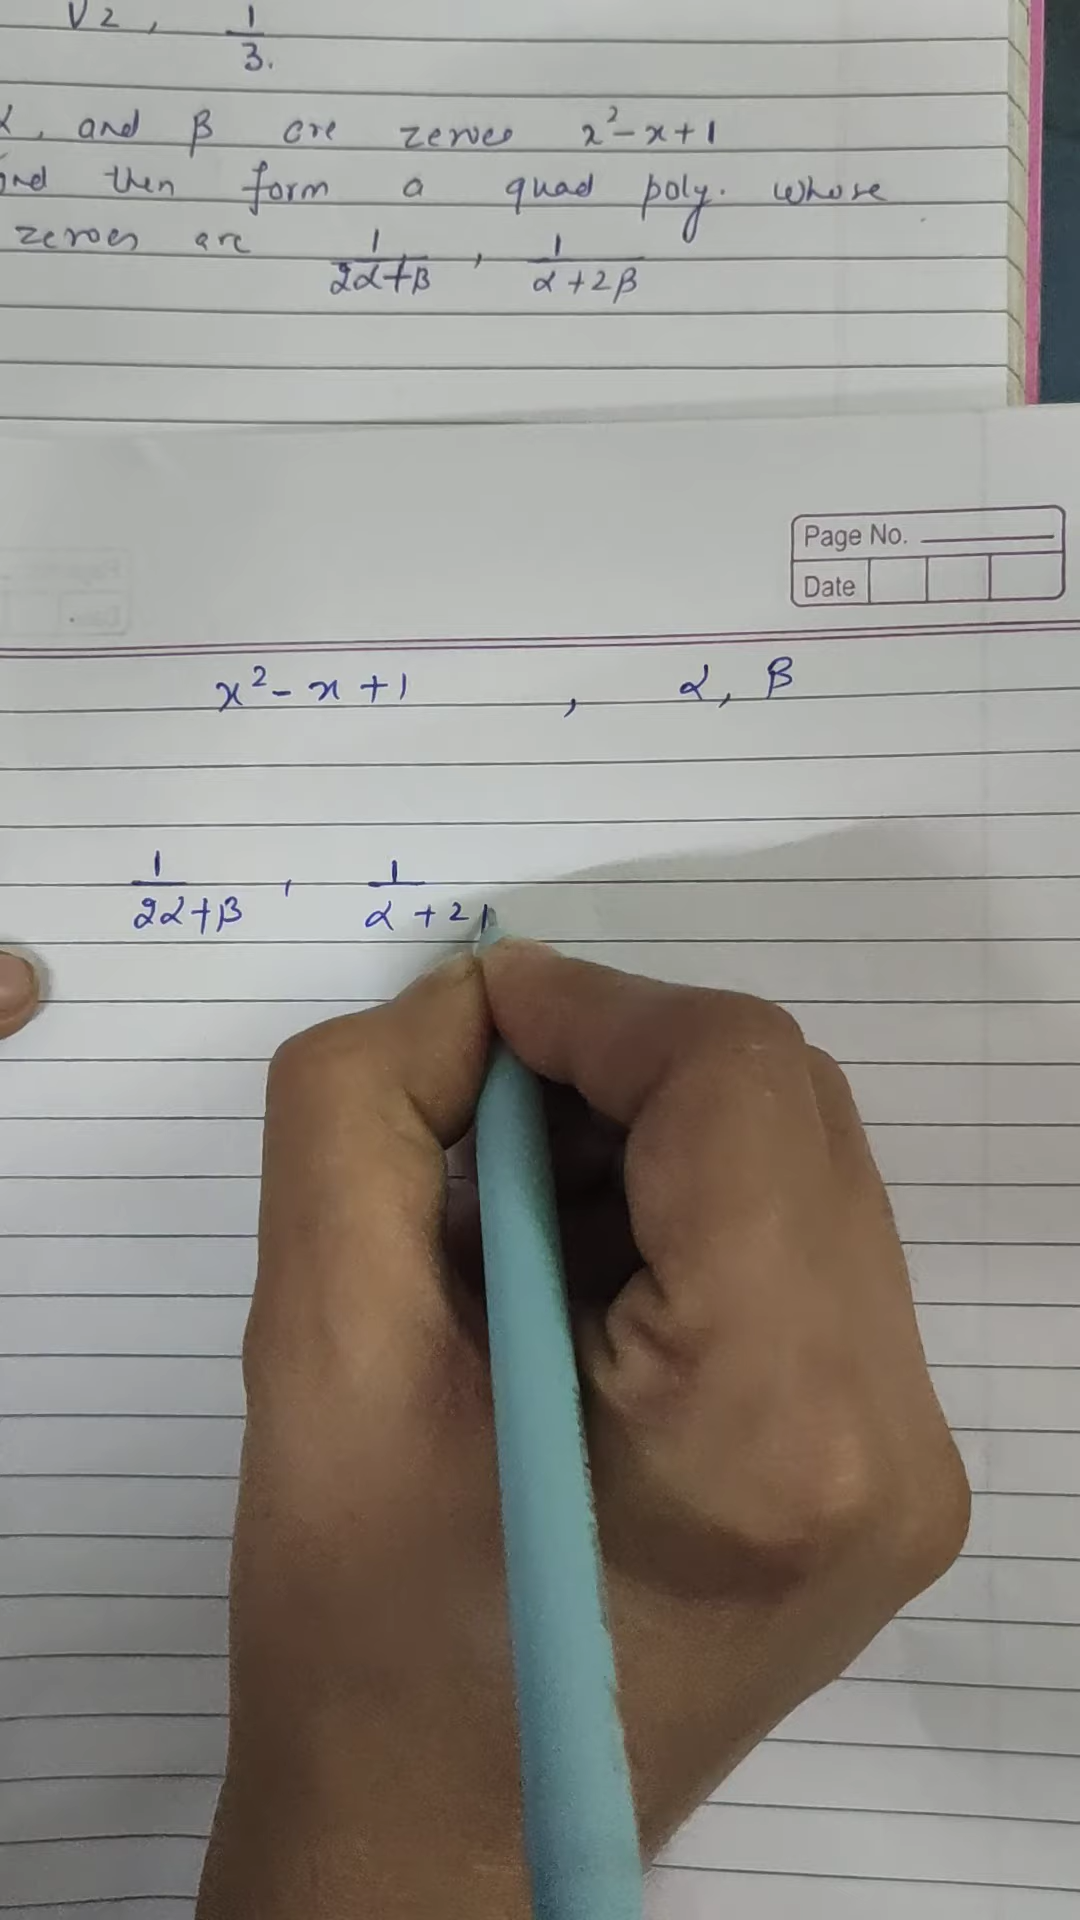 √2, 1/3.
α, and β are zeroes x²-x+1
and then form a quad poly. whose
zeroes are 1/(2α+β), 1/(α+2β)
Page No.
Date
x²-x+1, α, β
1/(2α+β), 1/(α+2